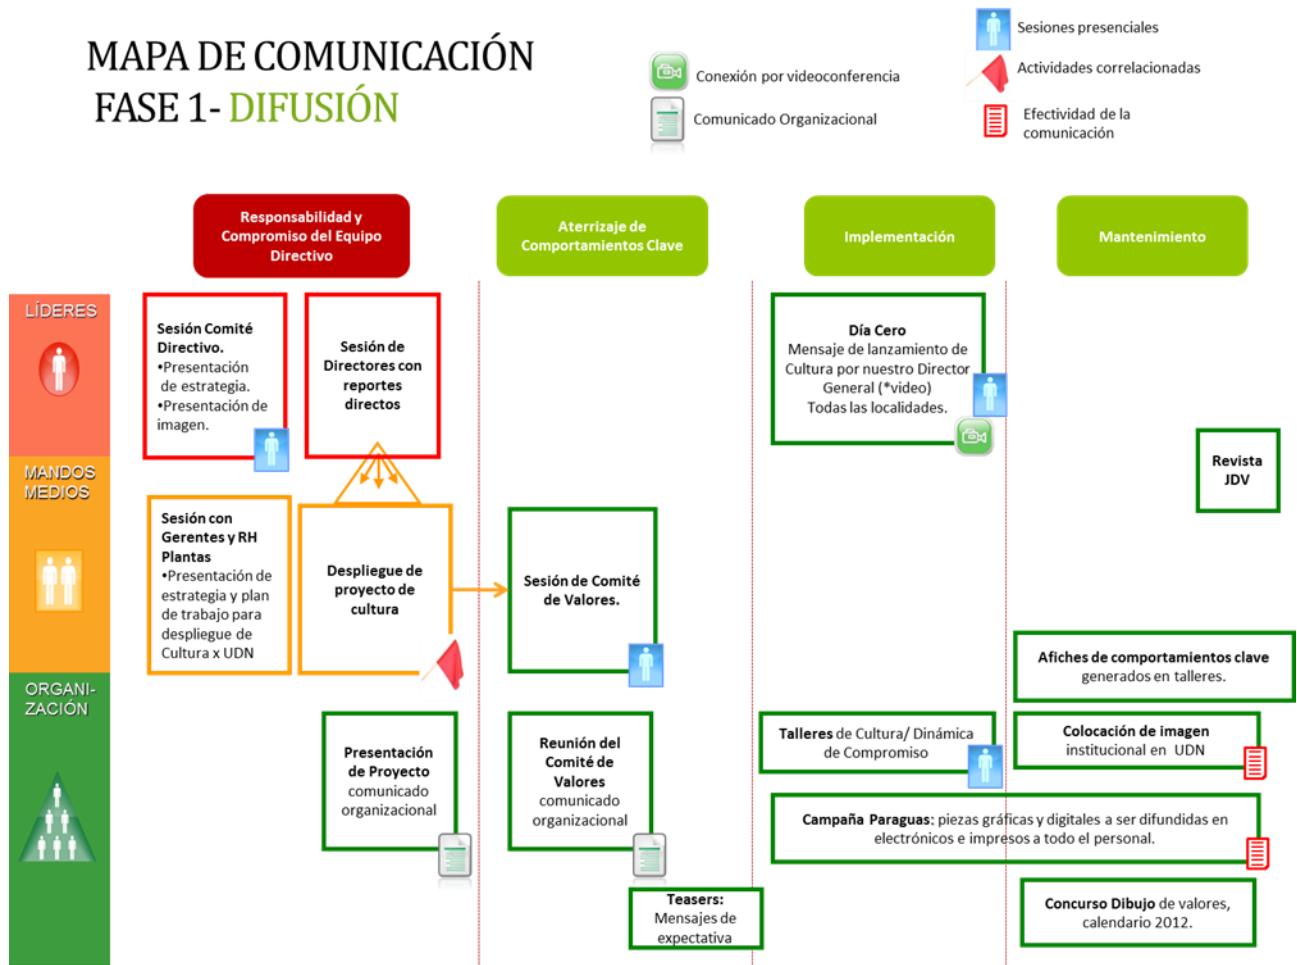 MAPA DE COMUNICACIÓN
FASE 1- DIFUSIÓN
Conexión por videoconferencia
Comunicado Organizacional
Sesiones presenciales
Actividades correlacionadas
Efectividad de la
comunicación
Responsabilidad y
Compromiso del Equipo
Directivo
Aterrizaje de
Comportamientos Clave
Implementación
Mantenimiento
LÍDERES
Sesión Comité
Directivo.
•Presentación
de estrategia.
•Presentación de
imagen.
Sesión de
Directores con
reportes
directos
Día Cero
Mensaje de lanzamiento de
Cultura por nuestro Director
General (*video)
Todas las localidades.
MANDOS
MEDIOS
Revista
JDV
Sesión con
Gerentes y RH
Plantas
•Presentación de
estrategia y plan
de trabajo para
despliegue de
Cultura x UDN
Despliegue de
proyecto de
cultura
Sesión de Comité
de Valores.
Afiches de comportamientos clave
generados en talleres.
ORGANI-
ZACIÓN
Presentación
de Proyecto
comunicado
organizacional
Reunión del
Comité de
Valores
comunicado
organizacional
Talleres de Cultura/ Dinámica
de Compromiso
Colocación de imagen
institucional en UDN
Campaña Paraguas: piezas gráficas y digitales a ser difundidas en
electrónicos e impresos a todo el personal.
Teasers:
Mensajes de
expectativa
Concurso Dibujo de valores,
calendario 2012.